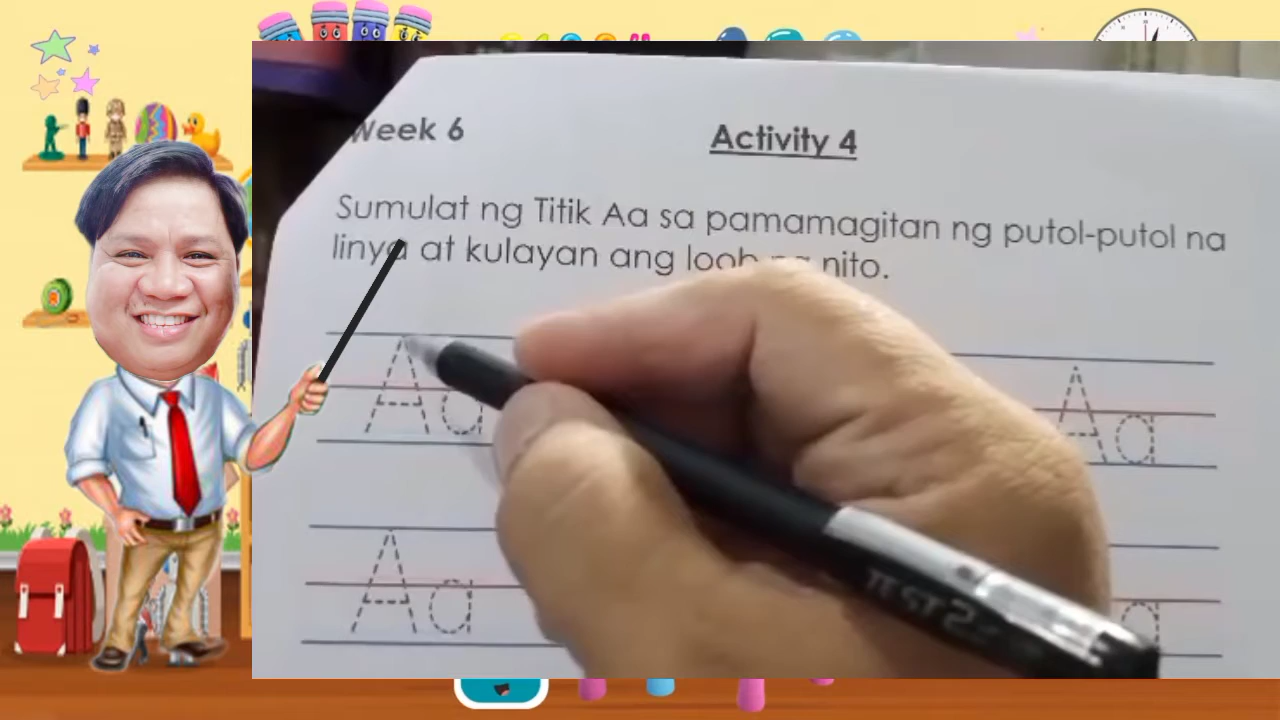 Week 6
Activity 4
Sumulat ng Titik Aa sa pamamagitan ng putol-putol na
linya at kulayan ang loob ng nito.
Aa Aa
Aa a